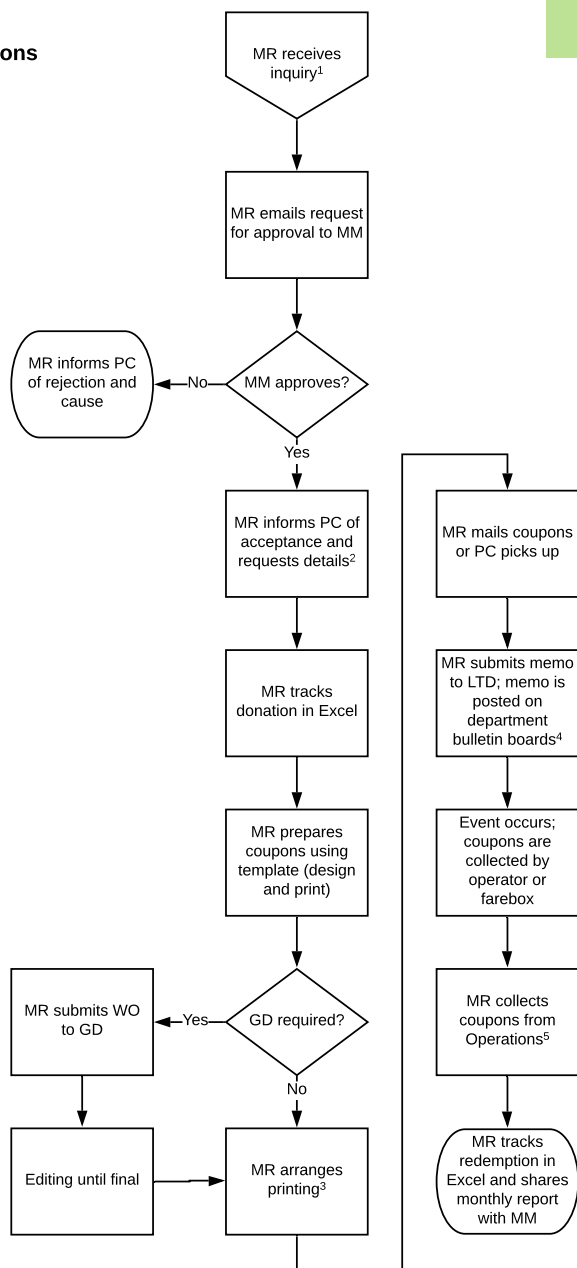 ons
MR receives
inquiry¹
MR emails request
for approval to MM
MM approves?
No
MR informs PC
of rejection and
cause
Yes
MR informs PC of
acceptance and
requests details²
MR tracks
donation in Excel
MR prepares
coupons using
template (design
and print)
GD required?
Yes
MR submits WO
to GD
Editing until final
No
MR arranges
printing³
MR mails coupons
or PC picks up
MR submits memo
to LTD; memo is
posted on
department
bulletin boards⁴
Event occurs;
coupons are
collected by
operator or
farebox
MR collects
coupons from
Operations⁵
MR tracks
redemption in
Excel and shares
monthly report
with MM